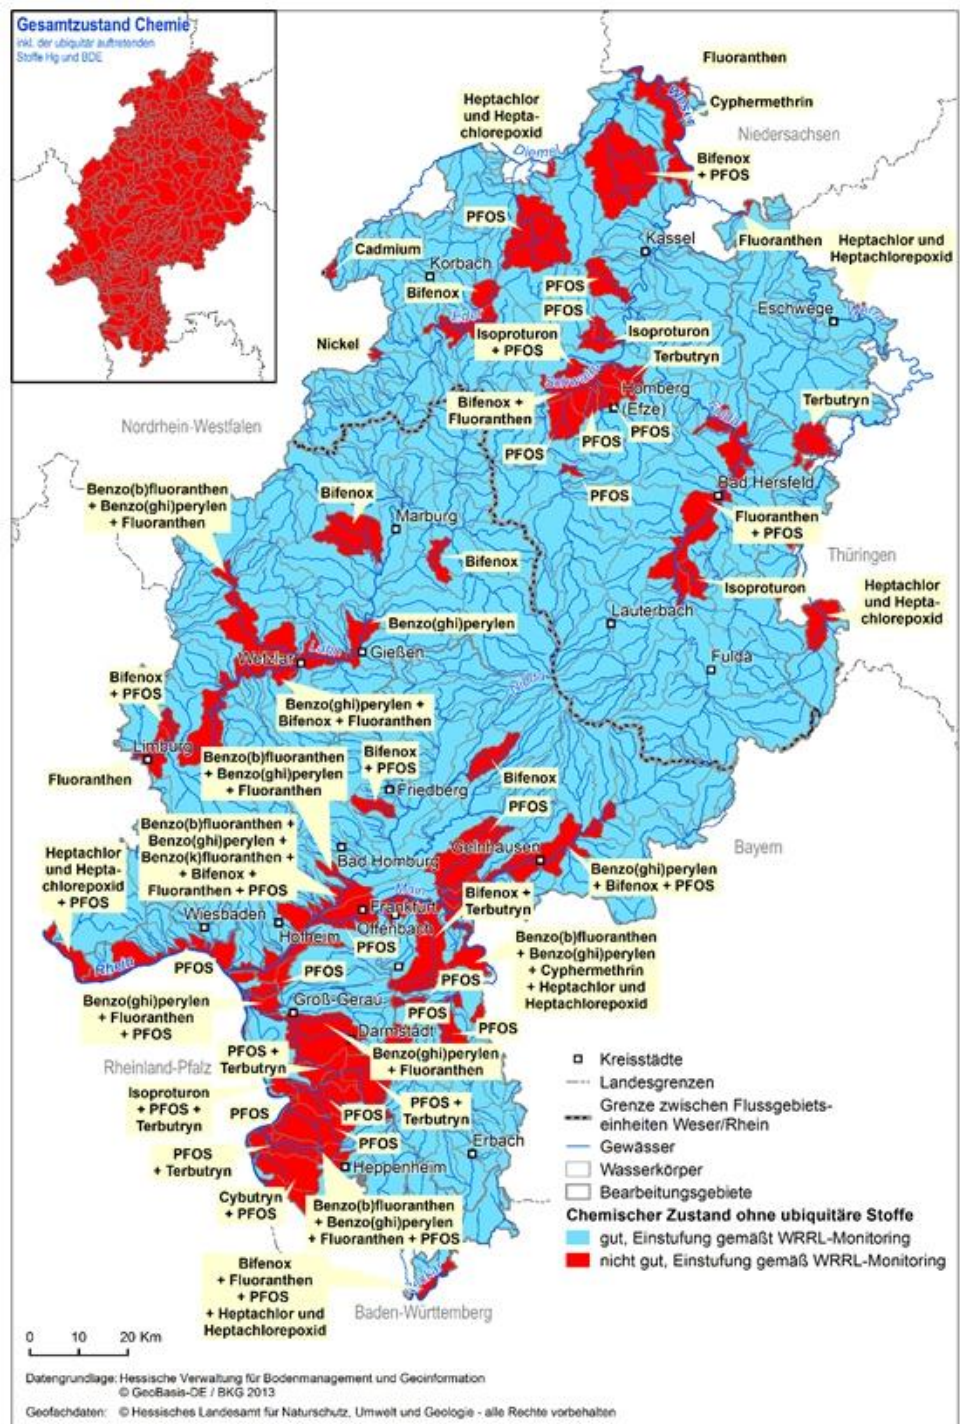 Gesamtzustand Chemie
inkl. der ubiquitär auftretenden
Stoffe Hg und BDE
Fluoranthen
Heptachlor
und Hepta-
chlorepoxid
Cyphermethrin
Weser
Niedersachsen
Diemel
Bifenox
+ PFOS
PFOS
Kassel
Fluoranthen
Heptachlor und
Heptachlorepoxid
Cadmium
Korbach
Bifenox
PFOS
PFOS
Eder
Eschwege
Werra
Isoproturon
+ PFOS
Isoproturon
Nickel
Terbutryn
Schwalm
Homberg
(Efze)
Bifenox +
Fluoranthen
Terbutryn
Fulda
PFOS
PFOS
PFOS
Nordrhein-Westfalen
Bad Hersfeld
PFOS
Benzo(b)fluoranthen
+ Benzo(ghi)perylen
+ Fluoranthen
Bifenox
Marburg
Fluoranthen
+ PFOS
Bifenox
Thüringen
Isoproturon
Heptachlor
und Hepta-
chlorepoxid
Lauterbach
Benzo(ghi)perylen
Lahn
Gießen
Wetzlar
Fulda
Nidda
Bifenox
+ PFOS
Benzo(ghi)perylen +
Bifenox + Fluoranthen
Limburg
Fluoranthen
Benzo(b)fluoranthen
+ Benzo(ghi)perylen
+ Fluoranthen
Bifenox
+ PFOS
Friedberg
Bifenox
PFOS
Benzo(b)fluoranthen +
Benzo(ghi)perylen +
Benzo(k)fluoranthen +
+ Bifenox +
Fluoranthen + PFOS
Bad Homburg
Gelnhausen
Bayern
Heptachlor
und Hepta-
chlorepoxid
+ PFOS
Benzo(ghi)perylen
+ Bifenox + PFOS
Main
Bifenox +
Terbutryn
Wiesbaden
Frankfurt
Hofheim
Offenbach
PFOS
Benzo(b)fluoranthen
+ Benzo(ghi)perylen
+ Cyphermethrin
+ Heptachlor und
Heptachlorepoxid
Rhein
PFOS
PFOS
PFOS
Benzo(ghi)perylen
+ Fluoranthen
+ PFOS
Groß-Gerau
PFOS
PFOS
Darmstadt
Rheinland-Pfalz
PFOS +
Terbutryn
Benzo(ghi)perylen
+ Fluoranthen
Isoproturon
+ PFOS +
Terbutryn
PFOS
PFOS
PFOS +
Terbutryn
PFOS
Erbach
PFOS
+ Terbutryn
Heppenheim
Cybutryn
+ PFOS
Benzo(b)fluoranthen
+ Benzo(ghi)perylen
+ Fluoranthen + PFOS
Bifenox
+ Fluoranthen
+ PFOS
+ Heptachlor und
Heptachlorepoxid
Baden-Württemberg
Kreisstädte
Landesgrenzen
Grenze zwischen Flussgebiets-
einheiten Weser/Rhein
Gewässer
Wasserkörper
Bearbeitungsgebiete
Chemischer Zustand ohne ubiquitäre Stoffe
gut, Einstufung gemäßt WRRL-Monitoring
nicht gut, Einstufung gemäß WRRL-Monitoring
0 10 20 Km
Datengrundlage: Hessische Verwaltung für Bodenmanagement und Geoinformation
© GeoBasis-DE / BKG 2013
Geofachdaten: © Hessisches Landesamt für Naturschutz, Umwelt und Geologie - alle Rechte vorbehalten